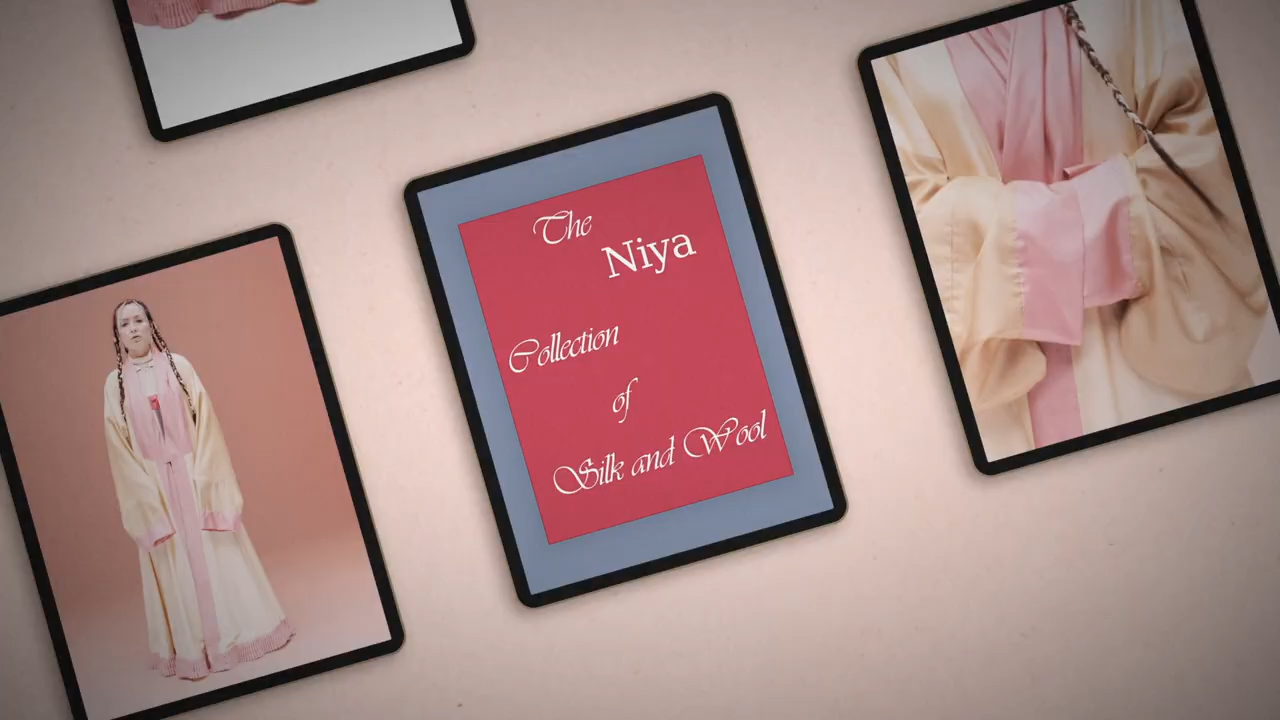 The
Niya
Collection
of
Silk and Wool